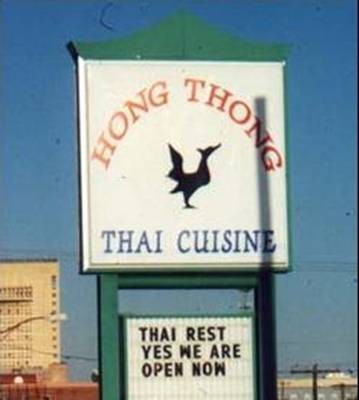 HONG THONG
THAI CUISINE
THAI REST
YES WE ARE
OPEN NOW